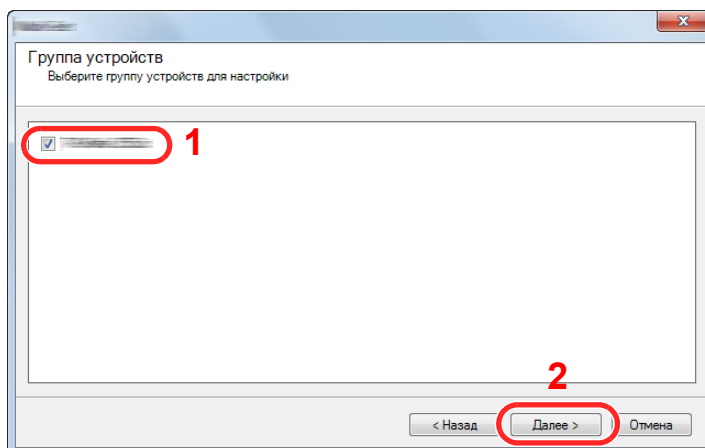 Группа устройств
Выберите группу устройств для настройки
1
2
< Назад
Далее >
Отмена